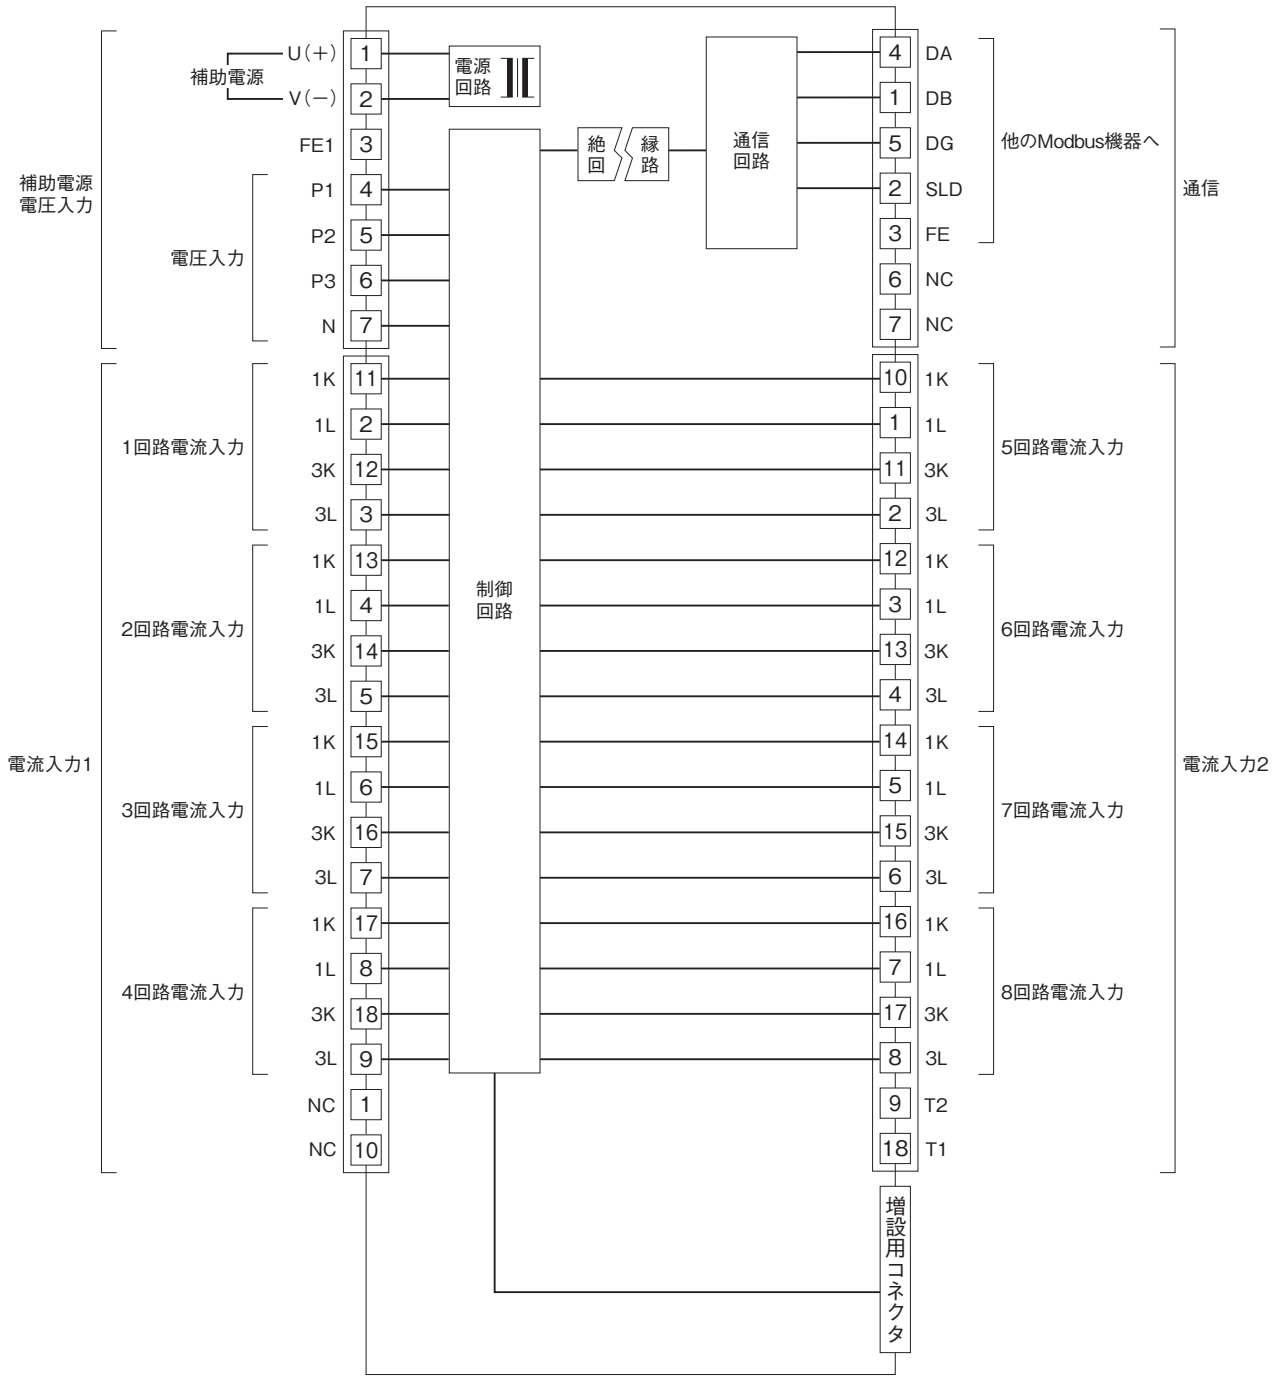 補助電源
電圧入力
補助電源
U(+) 1
V(−) 2
FE1 3
電圧入力
P1 4
P2 5
P3 6
N 7
電流入力1
1回路電流入力
1K 11
1L 2
3K 12
3L 3
2回路電流入力
1K 13
1L 4
3K 14
3L 5
3回路電流入力
1K 15
1L 6
3K 16
3L 7
4回路電流入力
1K 17
1L 8
3K 18
3L 9
NC 1
NC 10
電源
回路
制御
回路
絶縁
回路
通信
回路
4 DA
1 DB
5 DG
2 SLD
3 FE
6 NC
7 NC
他のModbus機器へ
通信
10 1K
1 1L
11 3K
2 3L
5回路電流入力
12 1K
3 1L
13 3K
4 3L
6回路電流入力
14 1K
5 1L
15 3K
6 3L
7回路電流入力
16 1K
7 1L
17 3K
8 3L
8回路電流入力
9 T2
18 T1
電流入力2
増設用コネクタ